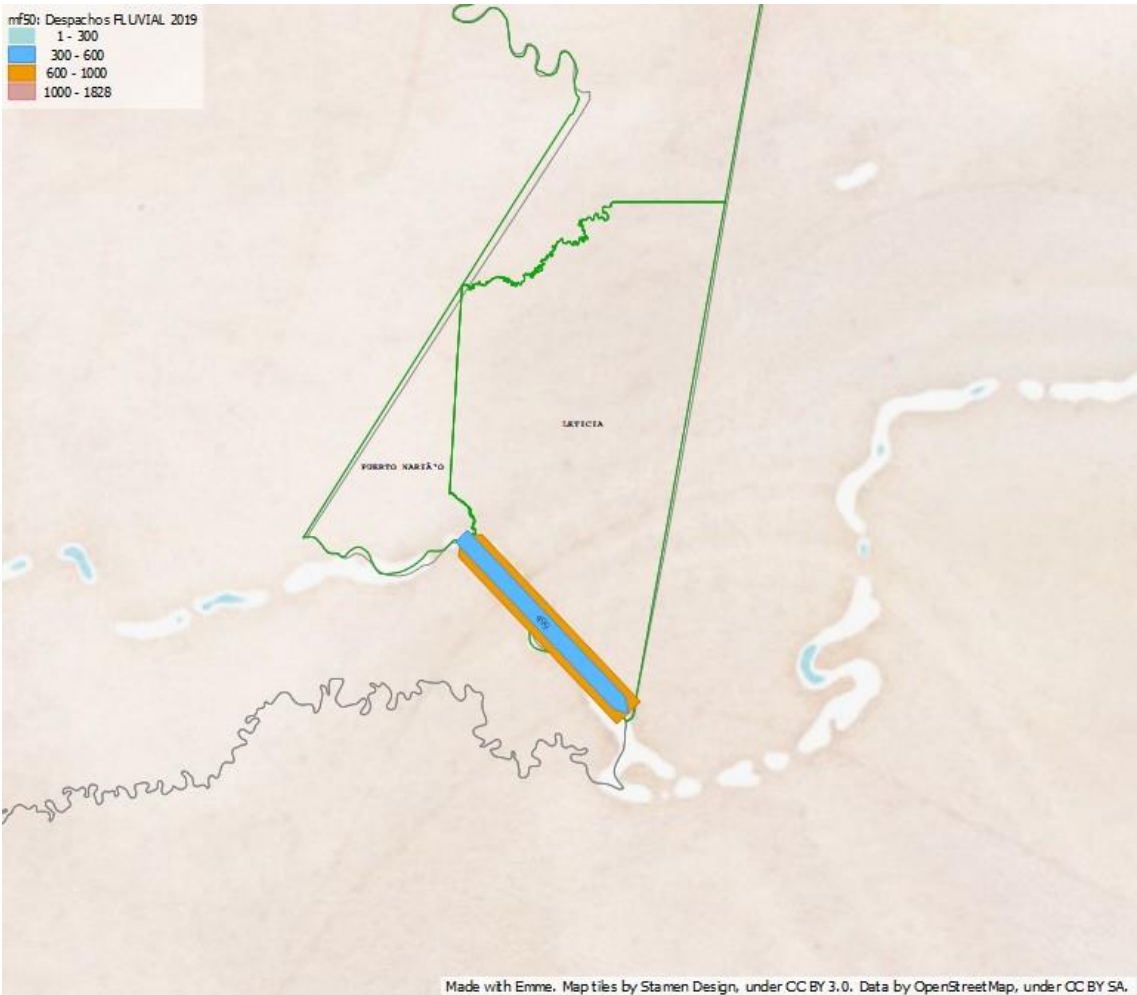 mf50: Despachos FLUVIAL 2019
1 - 300
300 - 600
600 - 1000
1000 - 1828
LETICIA
PUERTO NARIÃ‘O
Made with Emme. Map tiles by Stamen Design, under CC BY 3.0. Data by OpenStreetMap, under CC BY SA.